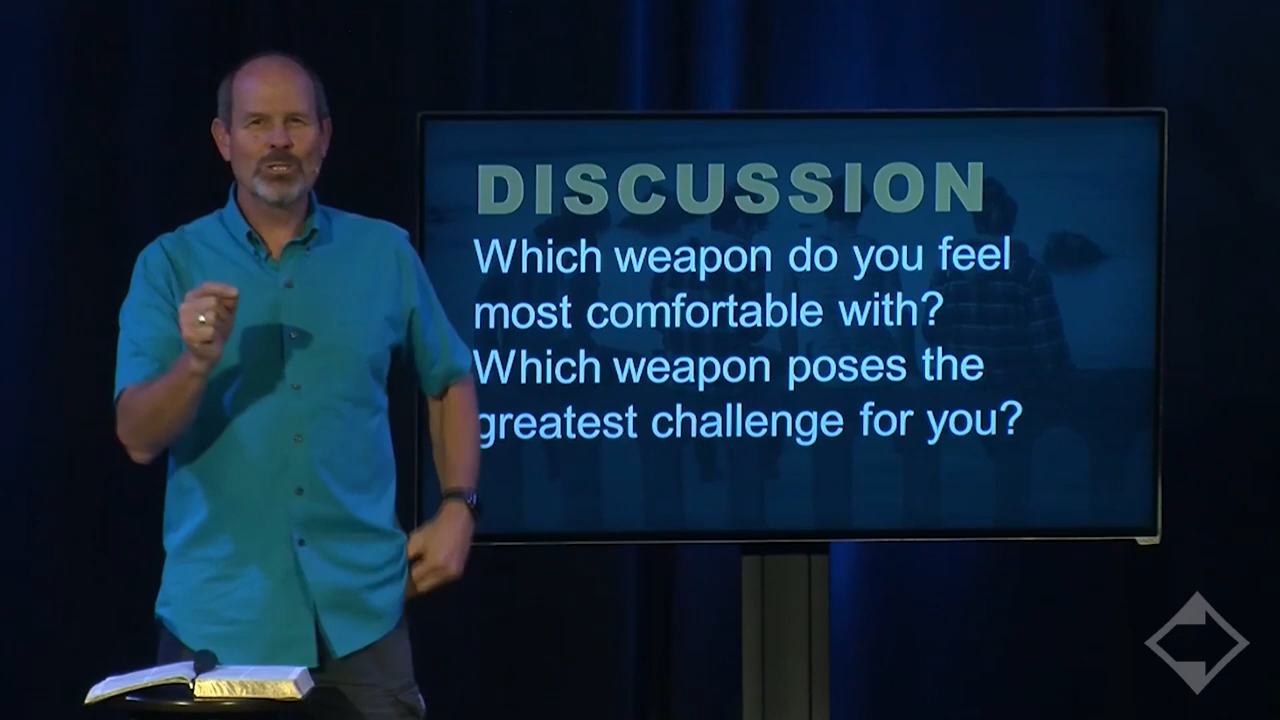 DISCUSSION
Which weapon do you feel
most comfortable with?
Which weapon poses the
greatest challenge for you?